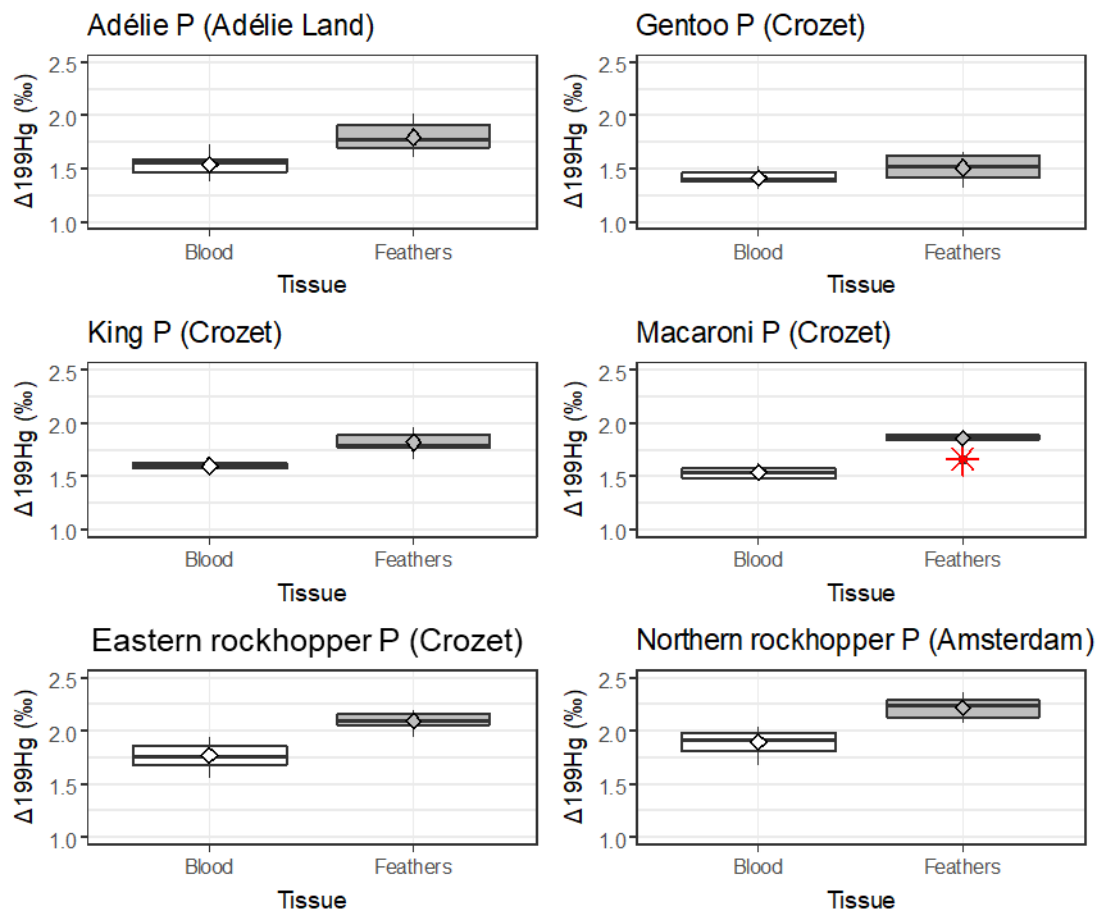 Adélie P (Adélie Land)
Δ199Hg (‰)
2.5
2.0
1.5
1.0
Blood Feathers
Tissue
Gentoo P (Crozet)
Δ199Hg (‰)
2.5
2.0
1.5
1.0
Blood Feathers
Tissue
King P (Crozet)
Δ199Hg (‰)
2.5
2.0
1.5
1.0
Blood Feathers
Tissue
Macaroni P (Crozet)
Δ199Hg (‰)
2.5
2.0
1.5
1.0
Blood Feathers
Tissue
Eastern rockhopper P (Crozet)
Δ199Hg (‰)
2.5
2.0
1.5
1.0
Blood Feathers
Tissue
Northern rockhopper P (Amsterdam)
Δ199Hg (‰)
2.5
2.0
1.5
1.0
Blood Feathers
Tissue